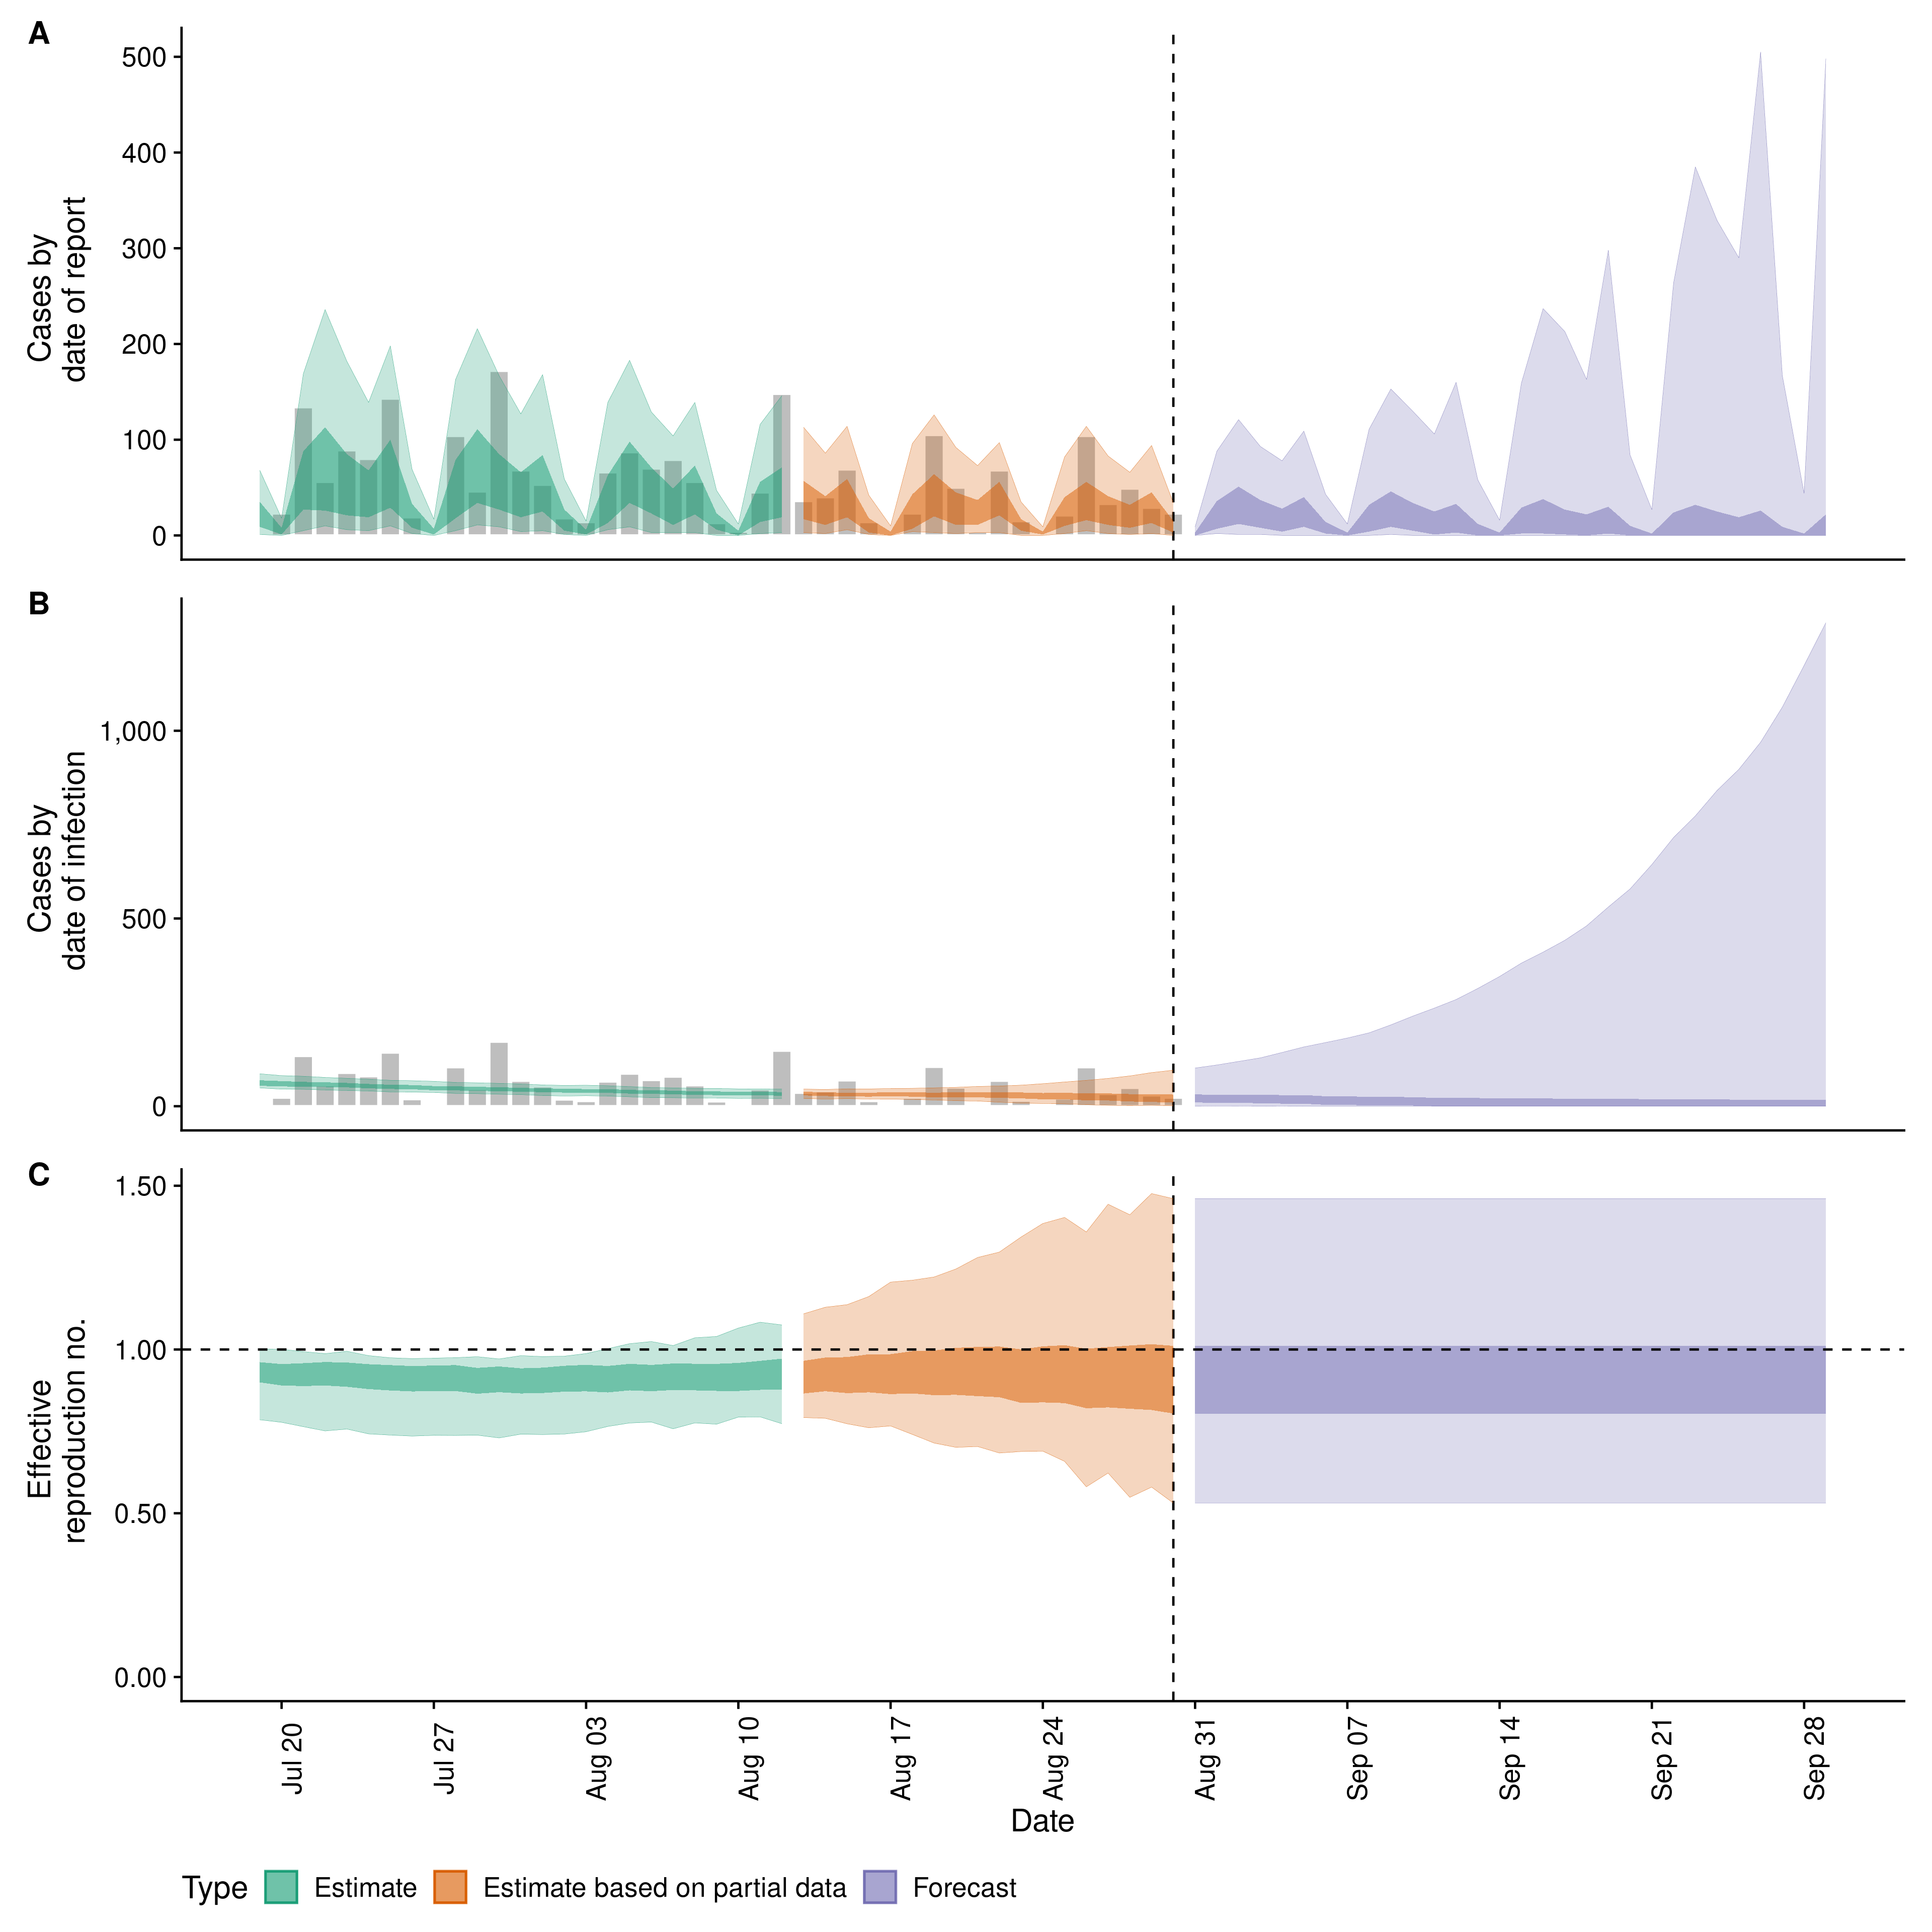 A
500
400
300
200
100
0
Cases by
date of report
B
1,000
500
0
Cases by
date of infection
C
1.50
1.00
0.50
0.00
Effective
reproduction no.
Jul 20
Jul 27
Aug 03
Aug 10
Aug 17
Aug 24
Aug 31
Sep 07
Sep 14
Sep 21
Sep 28
Date
Type Estimate Estimate based on partial data Forecast